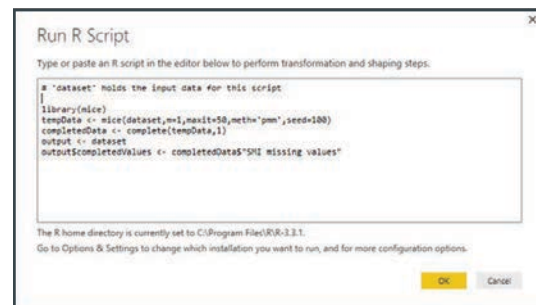 Run R Script
Type or paste an R script in the editor below to perform transformation and shaping steps.
# 'dataset' holds the input data for this script
library(mice)
tempData <- mice(dataset,m=1,maxit=50,meth='pmm',seed=100)
completedData <- complete(tempData,1)
output <- dataset
output$completedValues <- completedData$"SMI missing values"
The R home directory is currently set to C:\Program Files\R\R-3.3.1.
Go to Options & Settings to change which installation you want to run, and for more configuration options.
OK Cancel